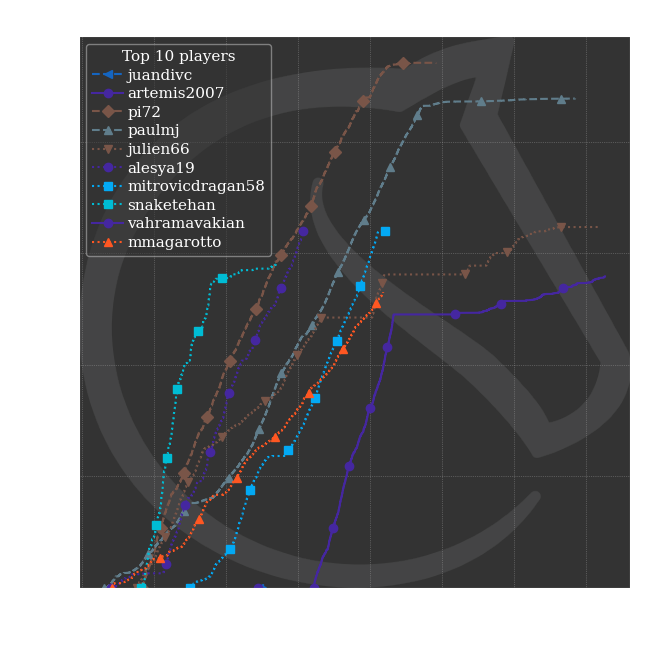 Top 10 players
juandivc
artemis2007
pi72
paulmj
julien66
alesya19
mitrovicdragan58
snaketehan
vahramavakian
mmagarotto